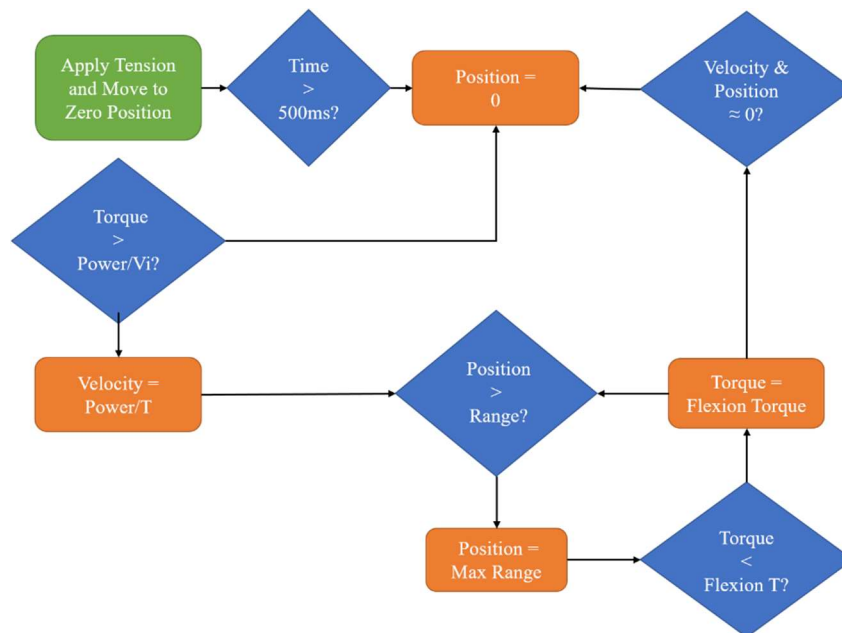 Apply Tension
and Move to
Zero Position
Time
>
500ms?
Position =
0
Velocity &
Position
≈ 0?
Torque
>
Power/Vi?
Velocity =
Power/T
Position
>
Range?
Torque =
Flexion Torque
Position =
Max Range
Torque
<
Flexion T?